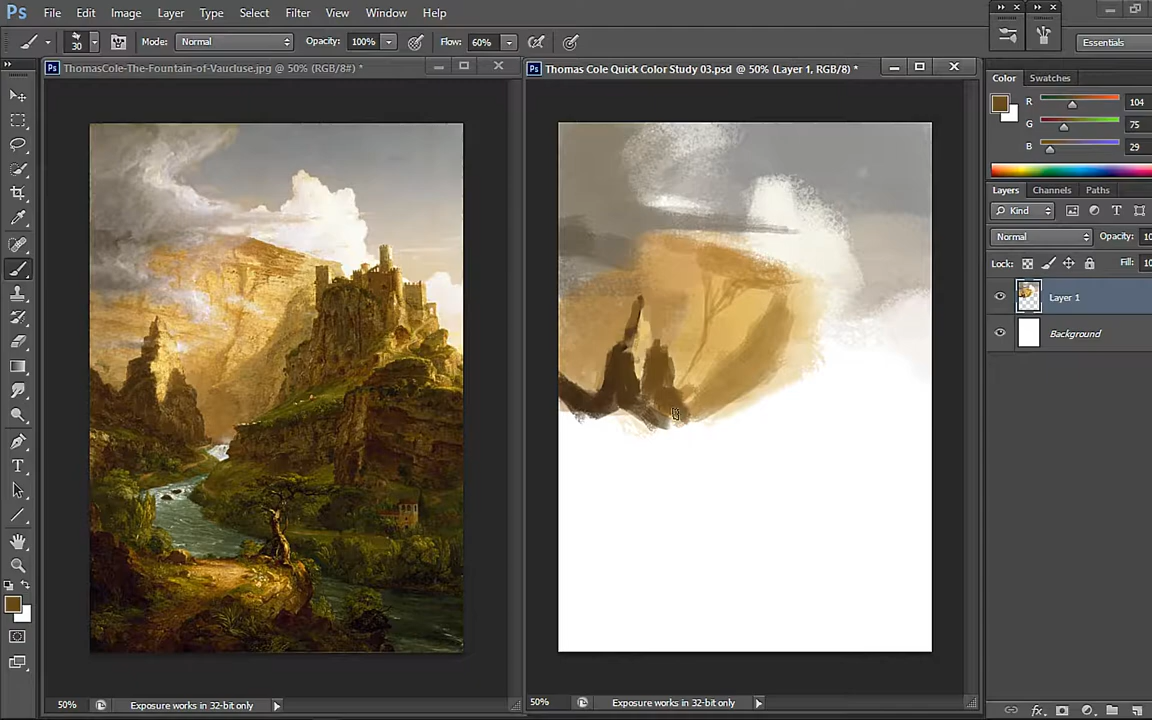 Ps File Edit Image Layer Type Select Filter View Window Help
30 Mode: Normal Opacity: 100% Flow: 60% Essentials
ThomasCole-The-Fountain-of-Vaucluse.jpg @ 50% (RGB/8#) *
Thomas Cole Quick Color Study 03.psd @ 50% (Layer 1, RGB/8) *
Color Swatches
R 104
G 75
B 29
Layers Channels Paths
Kind
Normal Opacity: 10
Lock: Fill: 10
Layer 1
Background
50% Exposure works in 32-bit only
50% Exposure works in 32-bit only
fx